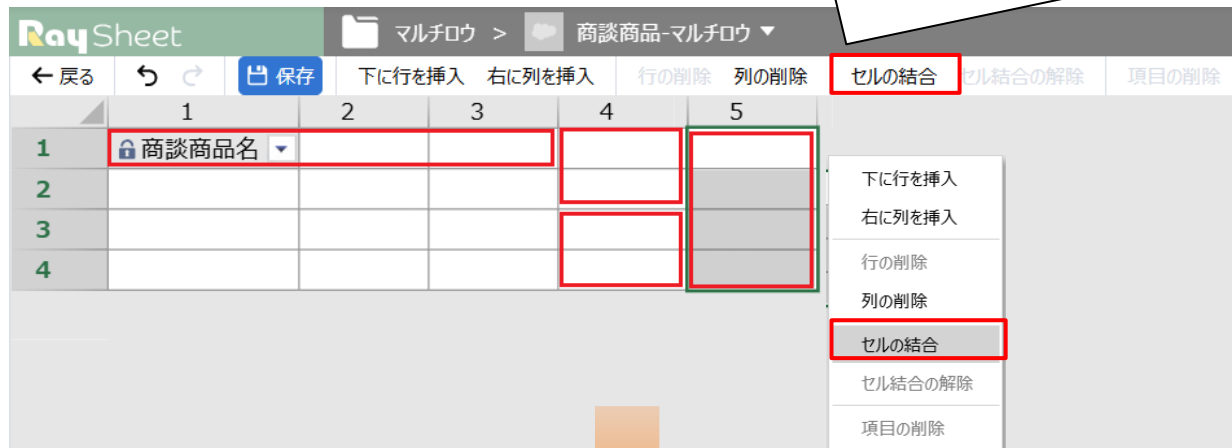 RaySheet マルチロウ > 商談商品-マルチロウ ▼
← 戻る 保存 下に行を挿入 右に列を挿入 行の削除 列の削除 セルの結合 セル結合の解除 項目の削除
1 2 3 4 5
1 商談商品名
2
3
4
下に行を挿入
右に列を挿入
行の削除
列の削除
セルの結合
セル結合の解除
項目の削除